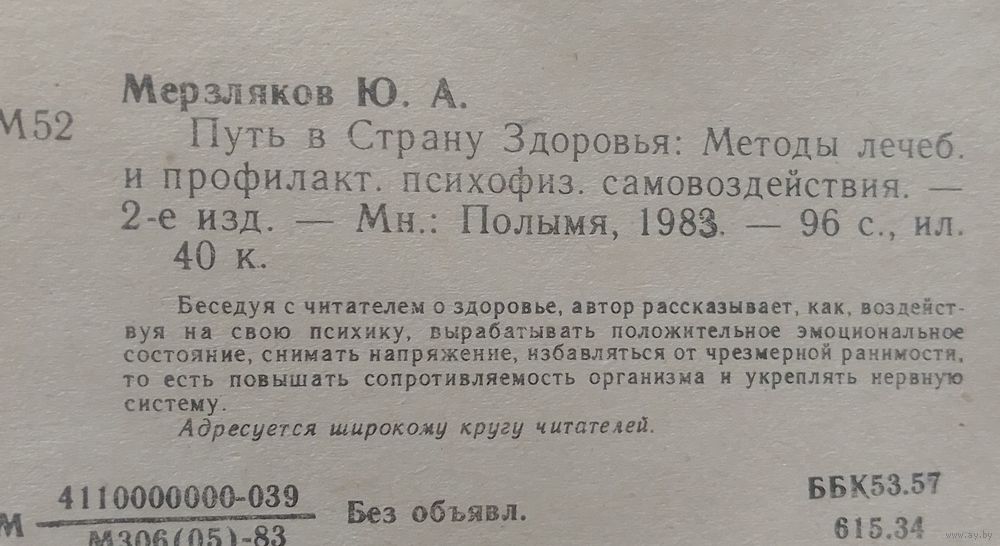 Мерзляков Ю. А.
М52
Путь в Страну Здоровья: Методы лечеб.
и профилакт. психофиз. самовоздействия. —
2-е изд. — Мн.: Полымя, 1983. — 96 с., ил.
40 к.
Беседуя с читателем о здоровье, автор рассказывает, как, воздейст-
вуя на свою психику, вырабатывать положительное эмоциональное
состояние, снимать напряжение, избавляться от чрезмерной ранимости,
то есть повышать сопротивляемость организма и укреплять нервную
систему.
Адресуется широкому кругу читателей.
4110000000-039
М
М306(05)-83
Без объявл.
ББК53.57
615.34
www.ay.by